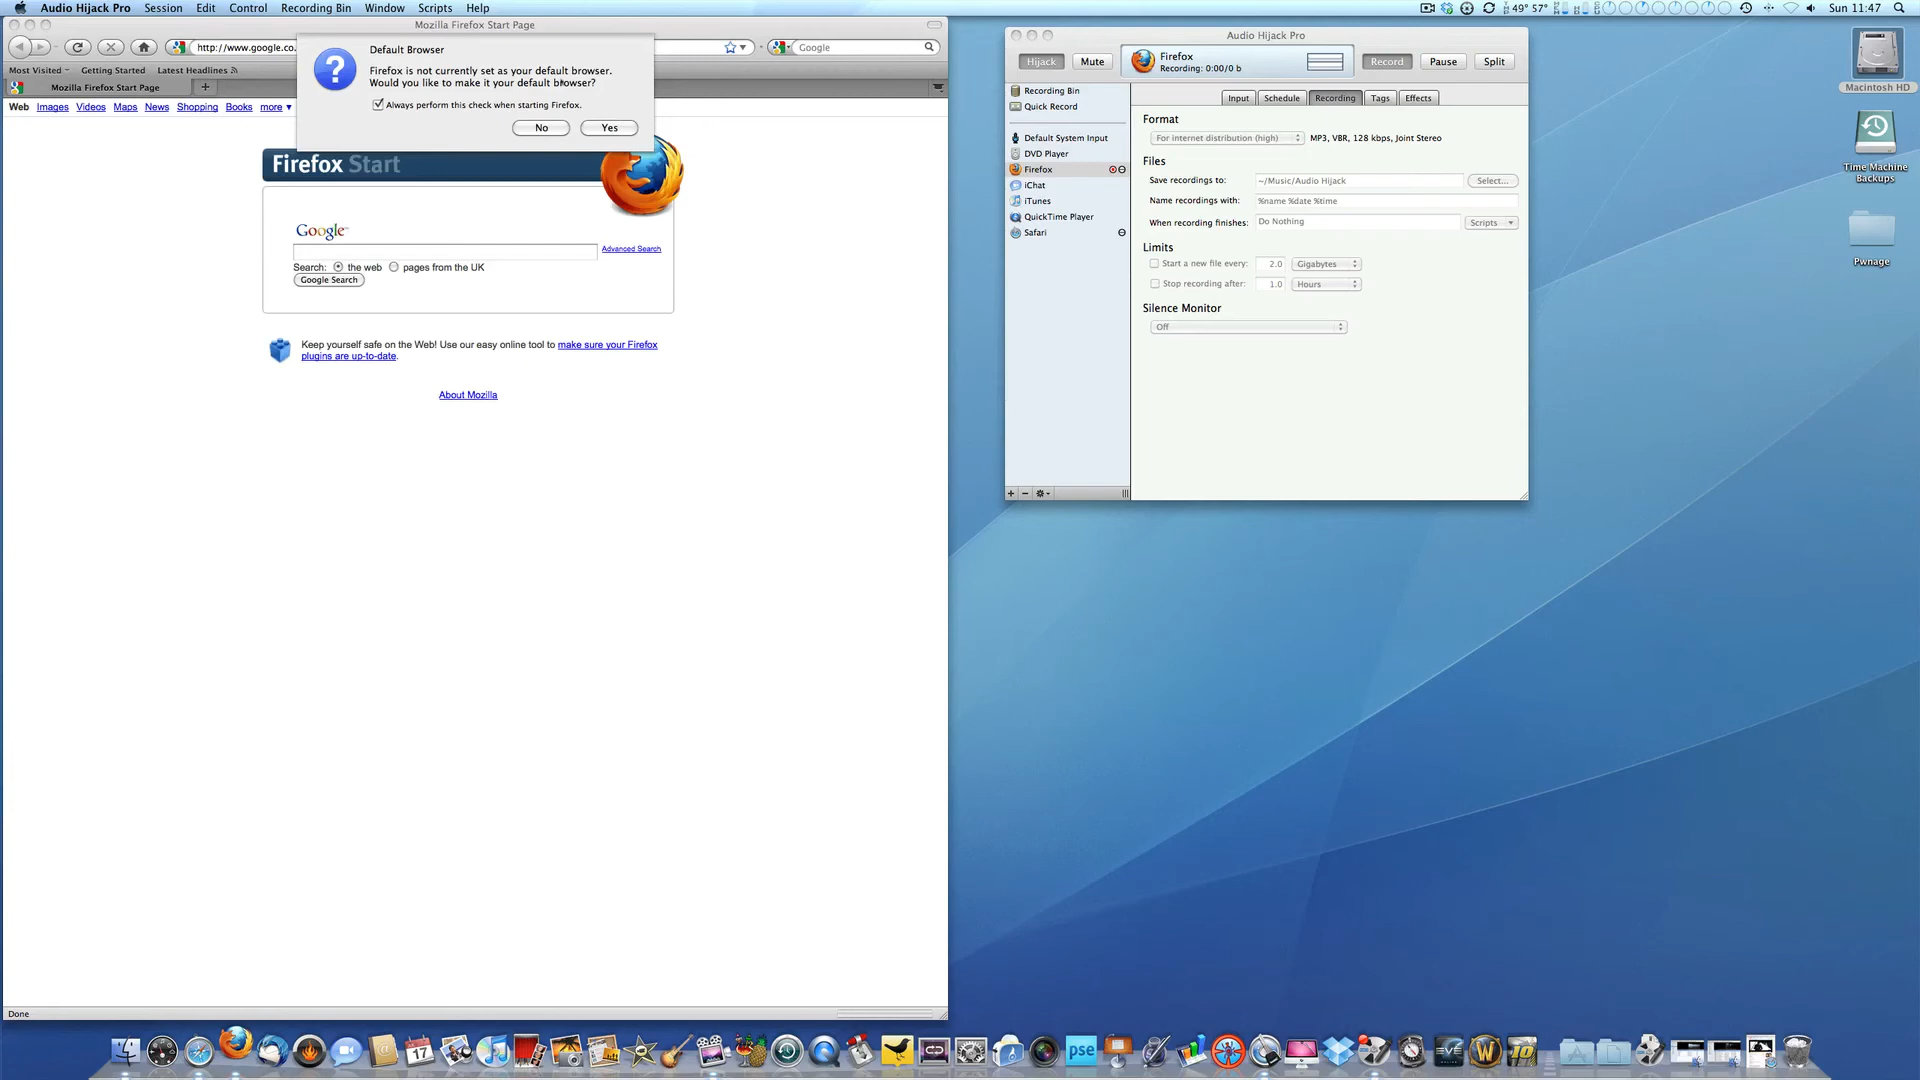 Audio Hijack Pro Session Edit Control Recording Bin Window Scripts Help
49° 57° Sun 11:47
Mozilla Firefox Start Page
http://www.google.co.
Google
Most Visited Getting Started Latest Headlines
Mozilla Firefox Start Page
Web Images Videos Maps News Shopping Books more ▼
Default Browser
Firefox is not currently set as your default browser.
Would you like to make it your default browser?
Always perform this check when starting Firefox.
No Yes
Firefox Start
Google
Advanced Search
Search: the web pages from the UK
Google Search
Keep yourself safe on the Web! Use our easy online tool to make sure your Firefox
plugins are up-to-date.
About Mozilla
Done
Audio Hijack Pro
Hijack Mute
Firefox
Recording: 0:00/0 b
Record Pause Split
Recording Bin
Quick Record
Default System Input
DVD Player
Firefox
iChat
iTunes
QuickTime Player
Safari
Input Schedule Recording Tags Effects
Format
For internet distribution (high) MP3, VBR, 128 kbps, Joint Stereo
Files
Save recordings to: ~/Music/Audio Hijack Select...
Name recordings with: %name %date %time
When recording finishes: Do Nothing Scripts
Limits
Start a new file every: 2.0 Gigabytes
Stop recording after: 1.0 Hours
Silence Monitor
Off
Macintosh HD
Time Machine
Backups
Pwnage
17
pse
EVE
W
10